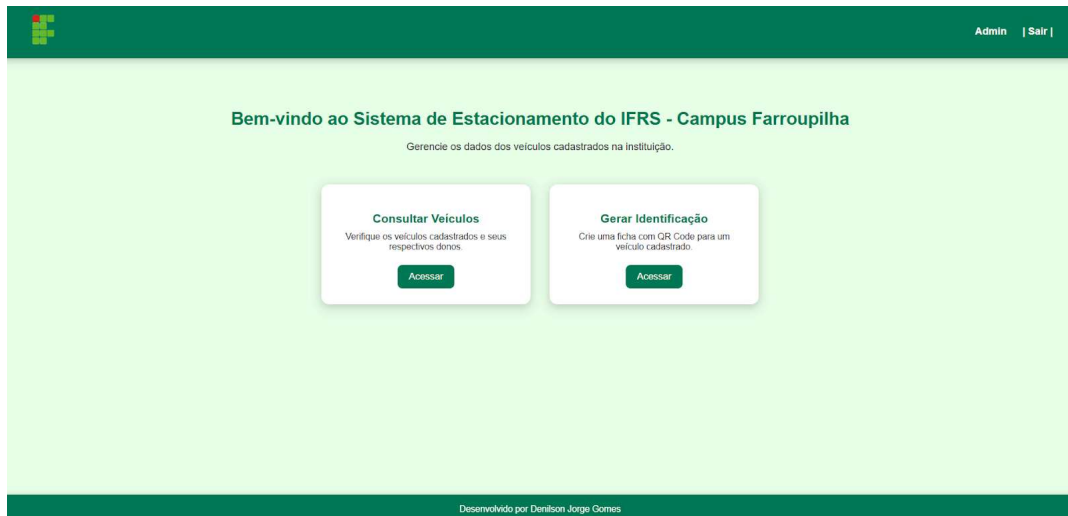 Admin | Sair |
Bem-vindo ao Sistema de Estacionamento do IFRS - Campus Farroupilha
Gerencie os dados dos veículos cadastrados na instituição.
Consultar Veículos
Verifique os veículos cadastrados e seus
respectivos donos.
Acessar
Gerar Identificação
Crie uma ficha com QR Code para um
veículo cadastrado.
Acessar
Desenvolvido por Denilson Jorge Gomes